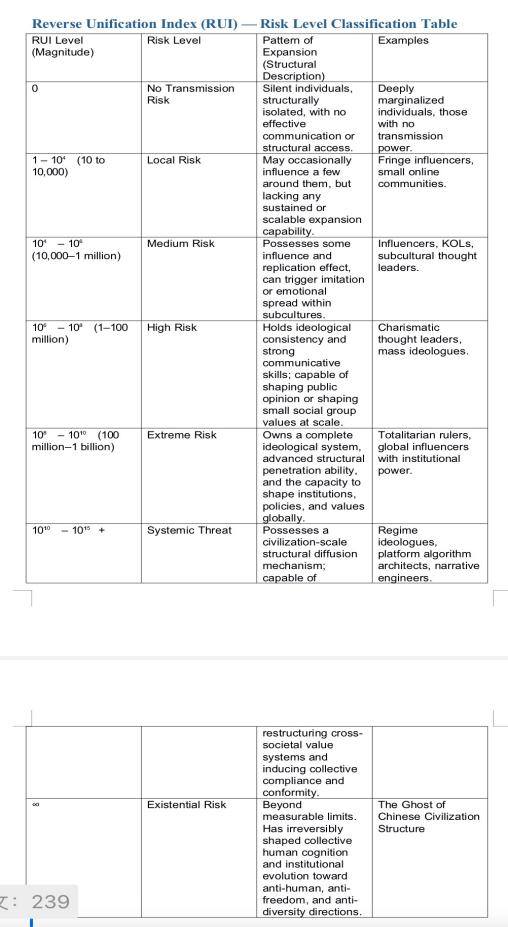 Reverse Unification Index (RUI) — Risk Level Classification Table
RUI Level
(Magnitude)
Risk Level
Pattern of
Expansion
(Structural
Description)
Examples
0
No Transmission
Risk
Silent individuals,
structurally
isolated, with no
effective
communication or
structural access.
Deeply
marginalized
individuals, those
with no
transmission
power.
1 – 10⁴ (10 to
10,000)
Local Risk
May occasionally
influence a few
around them, but
lacking any
sustained or
scalable expansion
capability.
Fringe influencers,
small online
communities.
10⁴ – 10⁶
(10,000–1 million)
Medium Risk
Possesses some
influence and
replication effect,
can trigger imitation
or emotional
spread within
subcultures.
Influencers, KOLs,
subcultural thought
leaders.
10⁶ – 10⁸ (1–100
million)
High Risk
Holds ideological
consistency and
strong
communicative
skills; capable of
shaping public
opinion or shaping
small social group
values at scale.
Charismatic
thought leaders,
mass ideologues.
10⁸ – 10¹⁰ (100
million–1 billion)
Extreme Risk
Owns a complete
ideological system,
advanced structural
penetration ability,
and the capacity to
shape institutions,
policies, and values
globally.
Totalitarian rulers,
global influencers
with institutional
power.
10¹⁰ – 10¹⁵ +
Systemic Threat
Possesses a
civilization-scale
structural diffusion
mechanism;
capable of
Regime
ideologues,
platform algorithm
architects, narrative
engineers.
restructuring cross-
societal value
systems and
inducing collective
compliance and
conformity.
∞
Existential Risk
Beyond
measurable limits.
Has irreversibly
shaped collective
human cognition
and institutional
evolution toward
anti-human, anti-
freedom, and anti-
diversity directions.
The Ghost of
Chinese Civilization
Structure
: 239